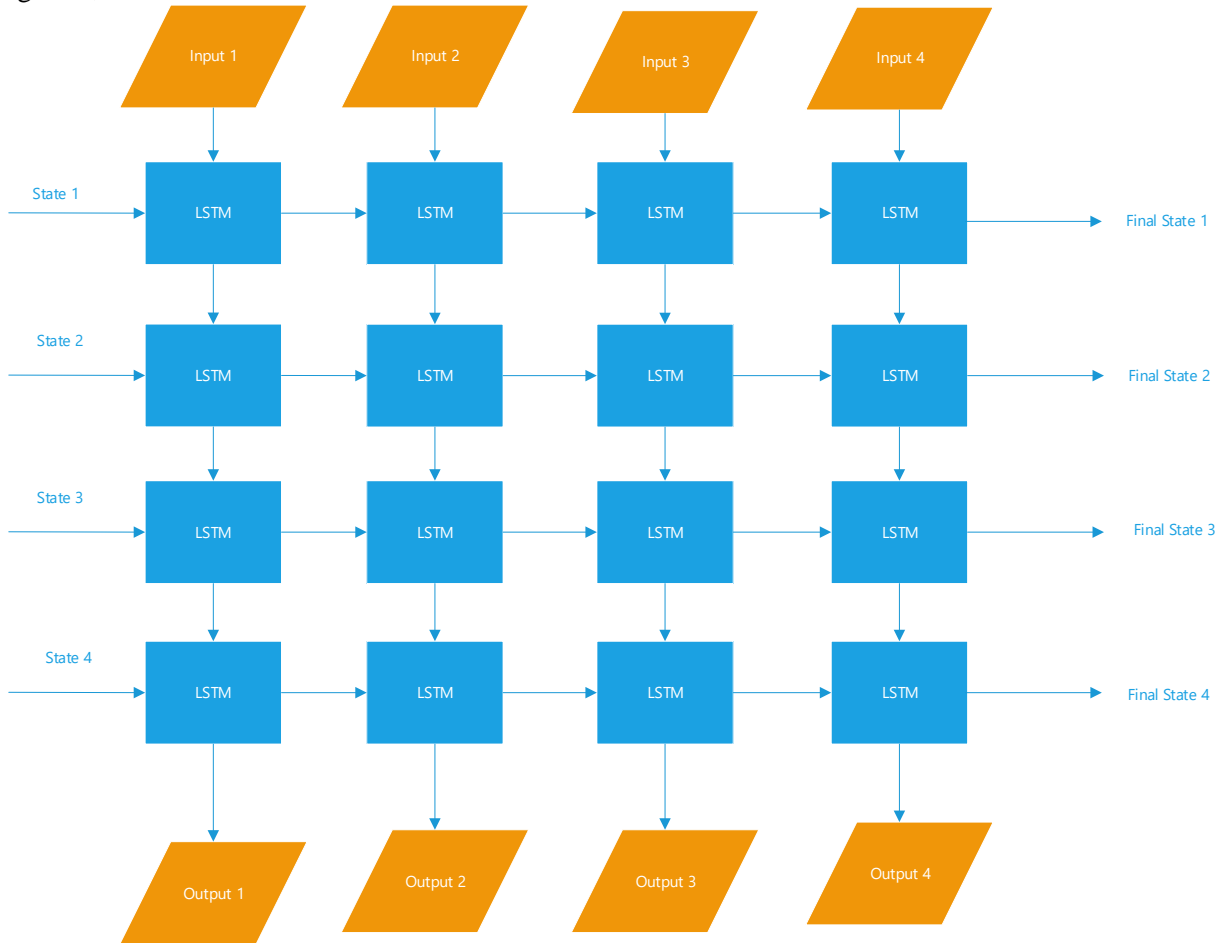 Input 1
Input 2
Input 3
Input 4
State 1
LSTM
LSTM
LSTM
LSTM
Final State 1
State 2
LSTM
LSTM
LSTM
LSTM
Final State 2
State 3
LSTM
LSTM
LSTM
LSTM
Final State 3
State 4
LSTM
LSTM
LSTM
LSTM
Final State 4
Output 1
Output 2
Output 3
Output 4